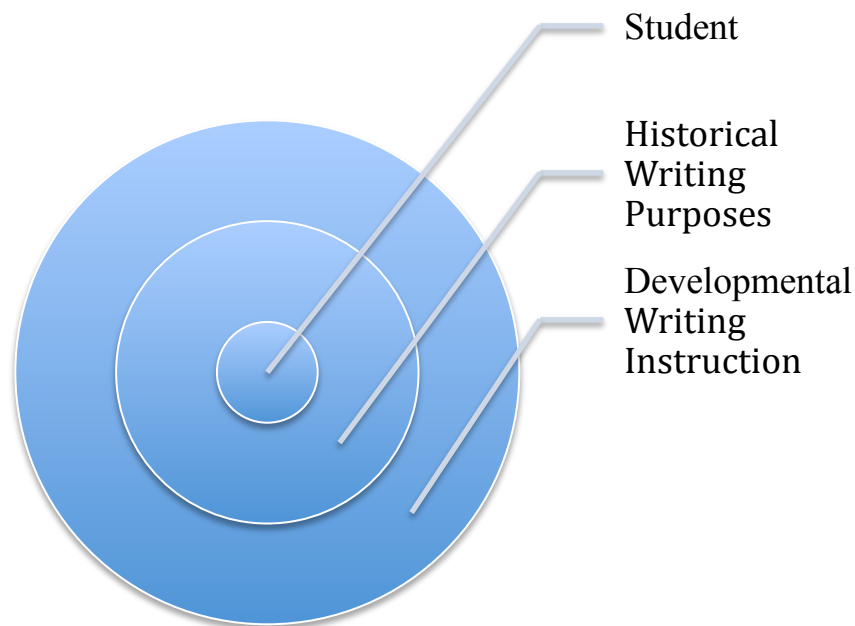 Student
Historical
Writing
Purposes
Developmental
Writing
Instruction